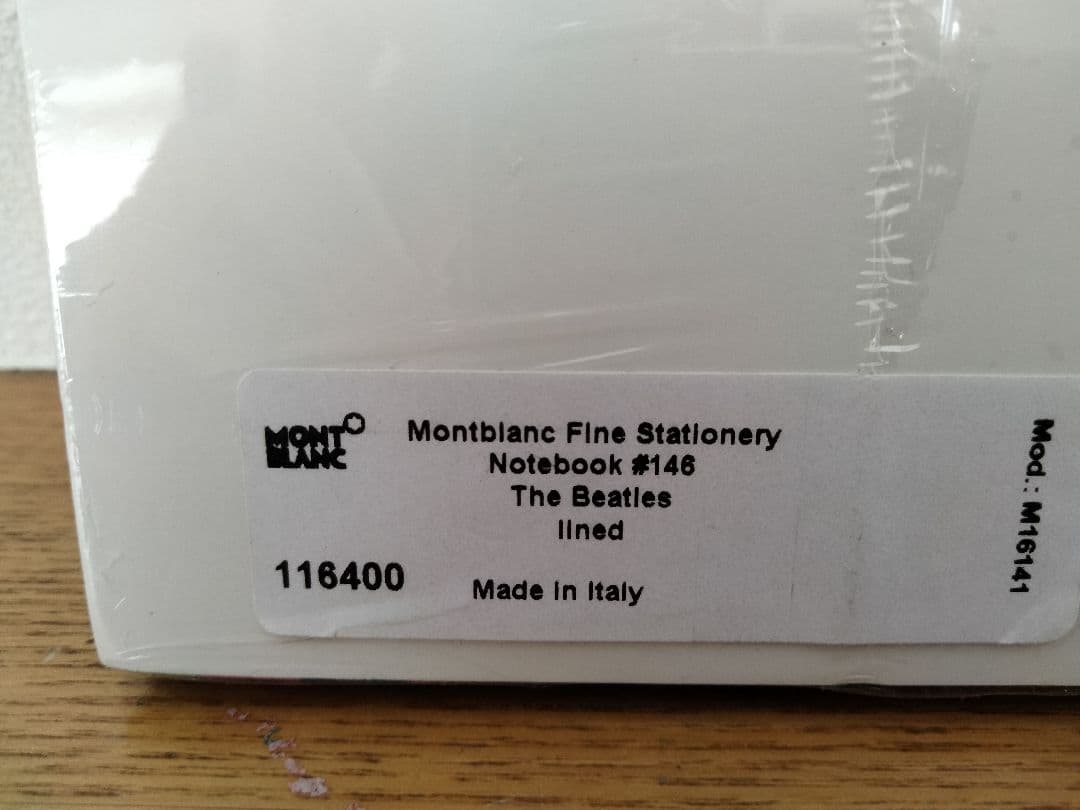 MONT
BLANC
Montblanc Fine Stationery
Notebook #146
The Beatles
lined
116400
Made in Italy
Mod.: M16141